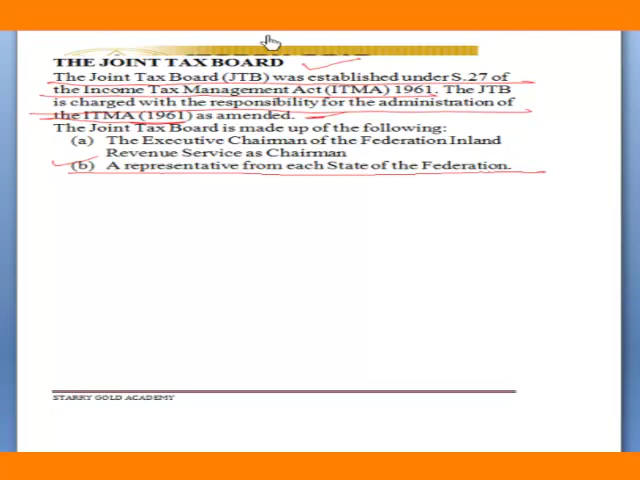 THE JOINT TAX BOARD
The Joint Tax Board (JTB) was established under S.27 of
the Income Tax Management Act (ITMA) 1961. The JTB
is charged with the responsibility for the administration of
the ITMA (1961) as amended.
The Joint Tax Board is made up of the following:
(a) The Executive Chairman of the Federation Inland
Revenue Service as Chairman
(b) A representative from each State of the Federation.
STARRY GOLD ACADEMY